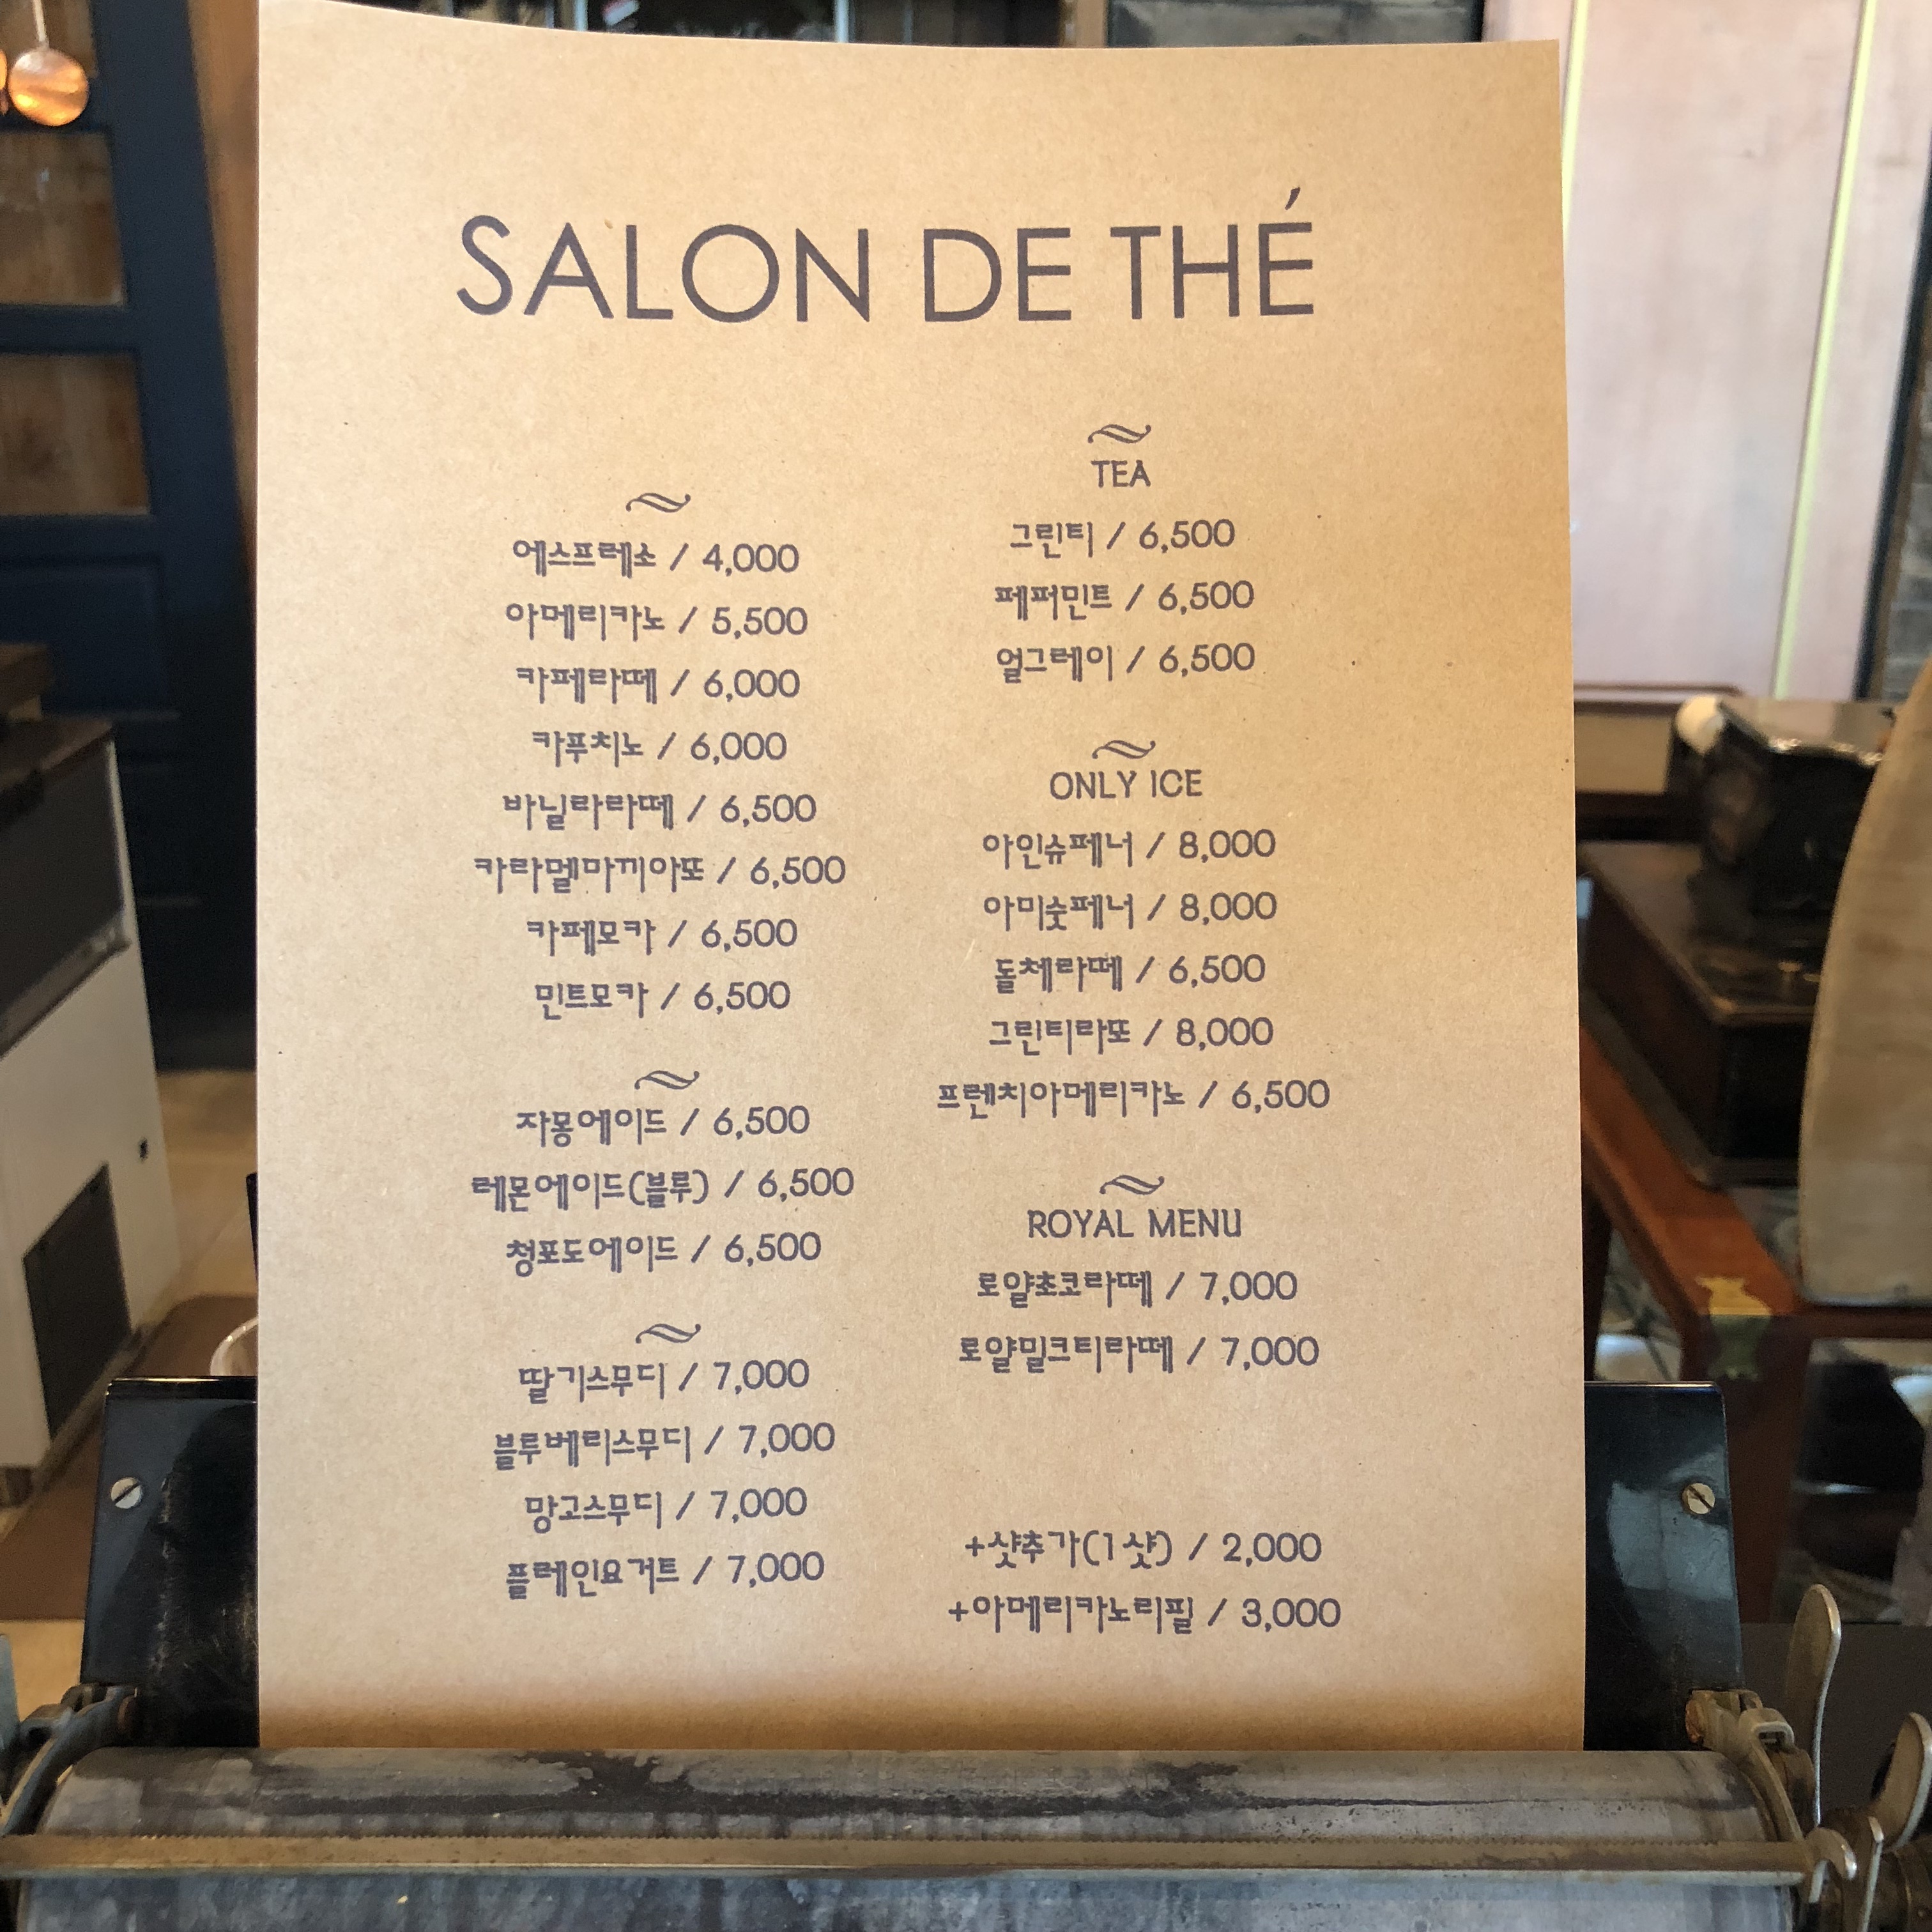 SALON DE THÉ
에스프레소 / 4,000
아메리카노 / 5,500
카페라떼 / 6,000
카푸치노 / 6,000
바닐라라떼 / 6,500
카라멜마끼아또 / 6,500
카페모카 / 6,500
민트모카 / 6,500
자몽에이드 / 6,500
레몬에이드(블루) / 6,500
청포도에이드 / 6,500
딸기스무디 / 7,000
블루베리스무디 / 7,000
망고스무디 / 7,000
플레인요거트 / 7,000
TEA
그린티 / 6,500
페퍼민트 / 6,500
얼그레이 / 6,500
ONLY ICE
아인슈페너 / 8,000
아미숫페너 / 8,000
돌체라떼 / 6,500
그린티라또 / 8,000
프렌치아메리카노 / 6,500
ROYAL MENU
로얄초코라떼 / 7,000
로얄밀크티라떼 / 7,000
+샷추가(1샷) / 2,000
+아메리카노리필 / 3,000